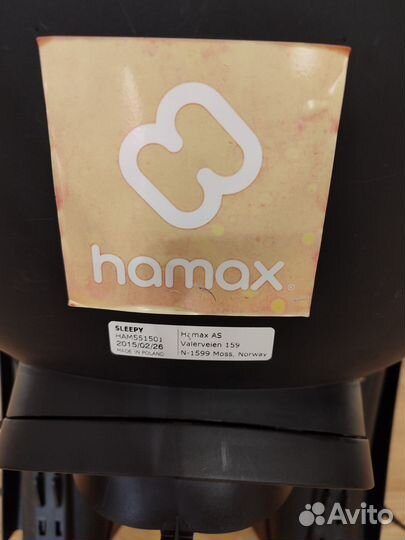 hamax®
SLEEPY
HAM551501
2015/02/26
MADE IN POLAND
Hamax AS
Valerveien 159
N-1599 Moss, Norway
Avito